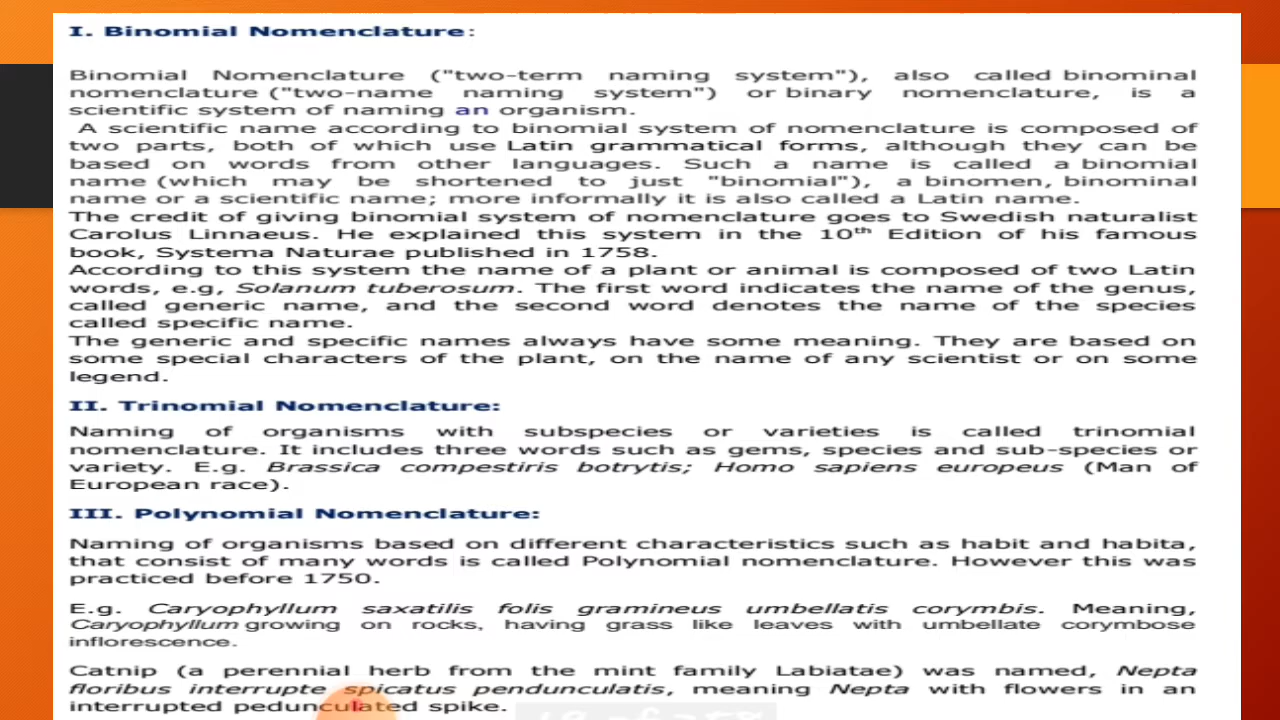 I. Binomial Nomenclature:
Binomial Nomenclature ("two-term naming system"), also called binominal
nomenclature ("two-name naming system") or binary nomenclature, is a
scientific system of naming an organism.
A scientific name according to binomial system of nomenclature is composed of
two parts, both of which use Latin grammatical forms, although they can be
based on words from other languages. Such a name is called a binomial
name (which may be shortened to just "binomial"), a binomen, binominal
name or a scientific name; more informally it is also called a Latin name.
The credit of giving binomial system of nomenclature goes to Swedish naturalist
Carolus Linnaeus. He explained this system in the 10th Edition of his famous
book, Systema Naturae published in 1758.
According to this system the name of a plant or animal is composed of two Latin
words, e.g, Solanum tuberosum. The first word indicates the name of the genus,
called generic name, and the second word denotes the name of the species
called specific name.
The generic and specific names always have some meaning. They are based on
some special characters of the plant, on the name of any scientist or on some
legend.
II. Trinomial Nomenclature:
Naming of organisms with subspecies or varieties is called trinomial
nomenclature. It includes three words such as gems, species and sub-species or
variety. E.g. Brassica compestiris botrytis; Homo sapiens europeus (Man of
European race).
III. Polynomial Nomenclature:
Naming of organisms based on different characteristics such as habit and habita,
that consist of many words is called Polynomial nomenclature. However this was
practiced before 1750.
E.g. Caryophyllum saxatilis folis gramineus umbellatis corymbis. Meaning,
Caryophyllum growing on rocks, having grass like leaves with umbellate corymbose
inflorescence.
Catnip (a perennial herb from the mint family Labiatae) was named, Nepta
floribus interrupte spicatus pendunculatis, meaning Nepta with flowers in an
interrupted pedunculated spike.